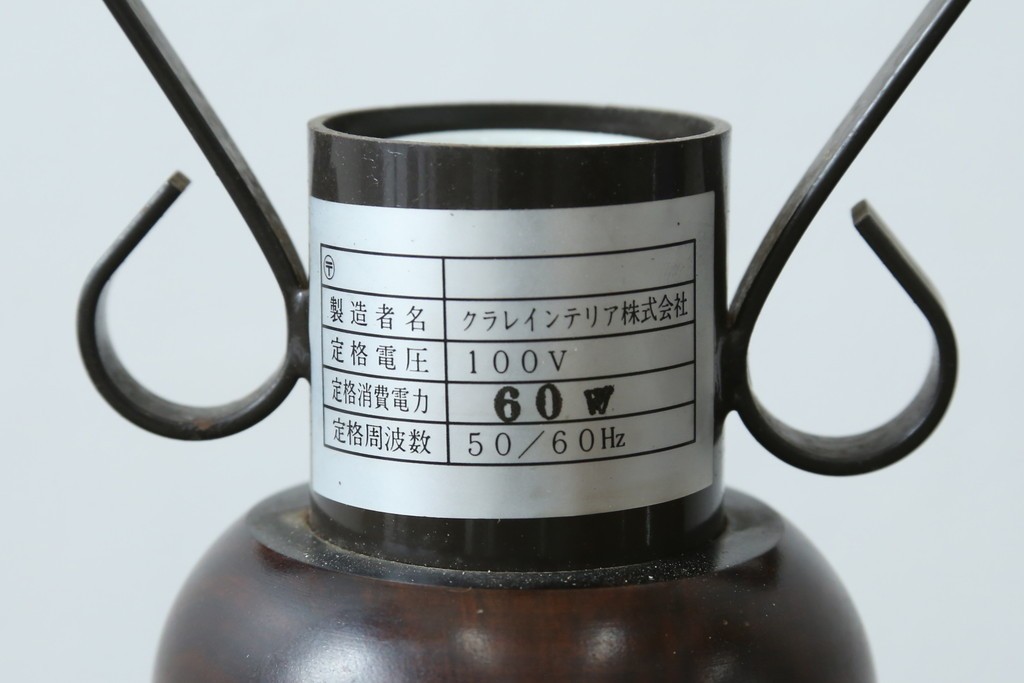 〶
製造者名 クラレインテリア株式会社
定格電圧 100V
定格消費電力 60W
定格周波数 50/60Hz